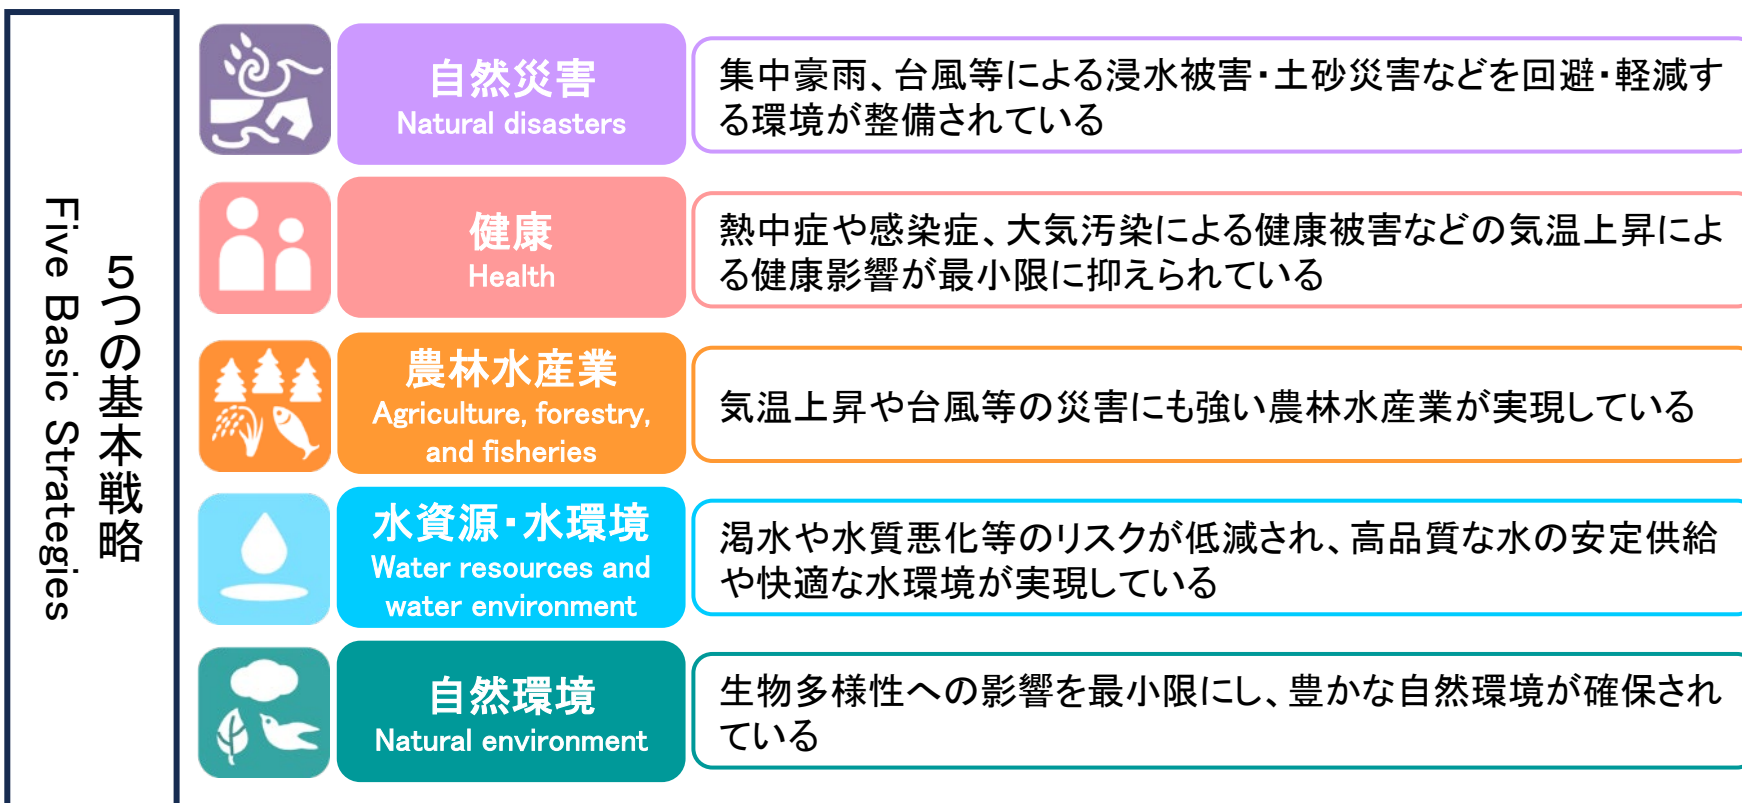 5つの基本戦略
Five Basic Strategies
自然災害
Natural disasters
集中豪雨、台風等による浸水被害・土砂災害などを回避・軽減す
る環境が整備されている
健康
Health
熱中症や感染症、大気汚染による健康被害などの気温上昇によ
る健康影響が最小限に抑えられている
農林水産業
Agriculture, forestry,
and fisheries
気温上昇や台風等の災害にも強い農林水産業が実現している
水資源・水環境
Water resources and
water environment
渇水や水質悪化等のリスクが低減され、高品質な水の安定供給
や快適な水環境が実現している
自然環境
Natural environment
生物多様性への影響を最小限にし、豊かな自然環境が確保され
ている